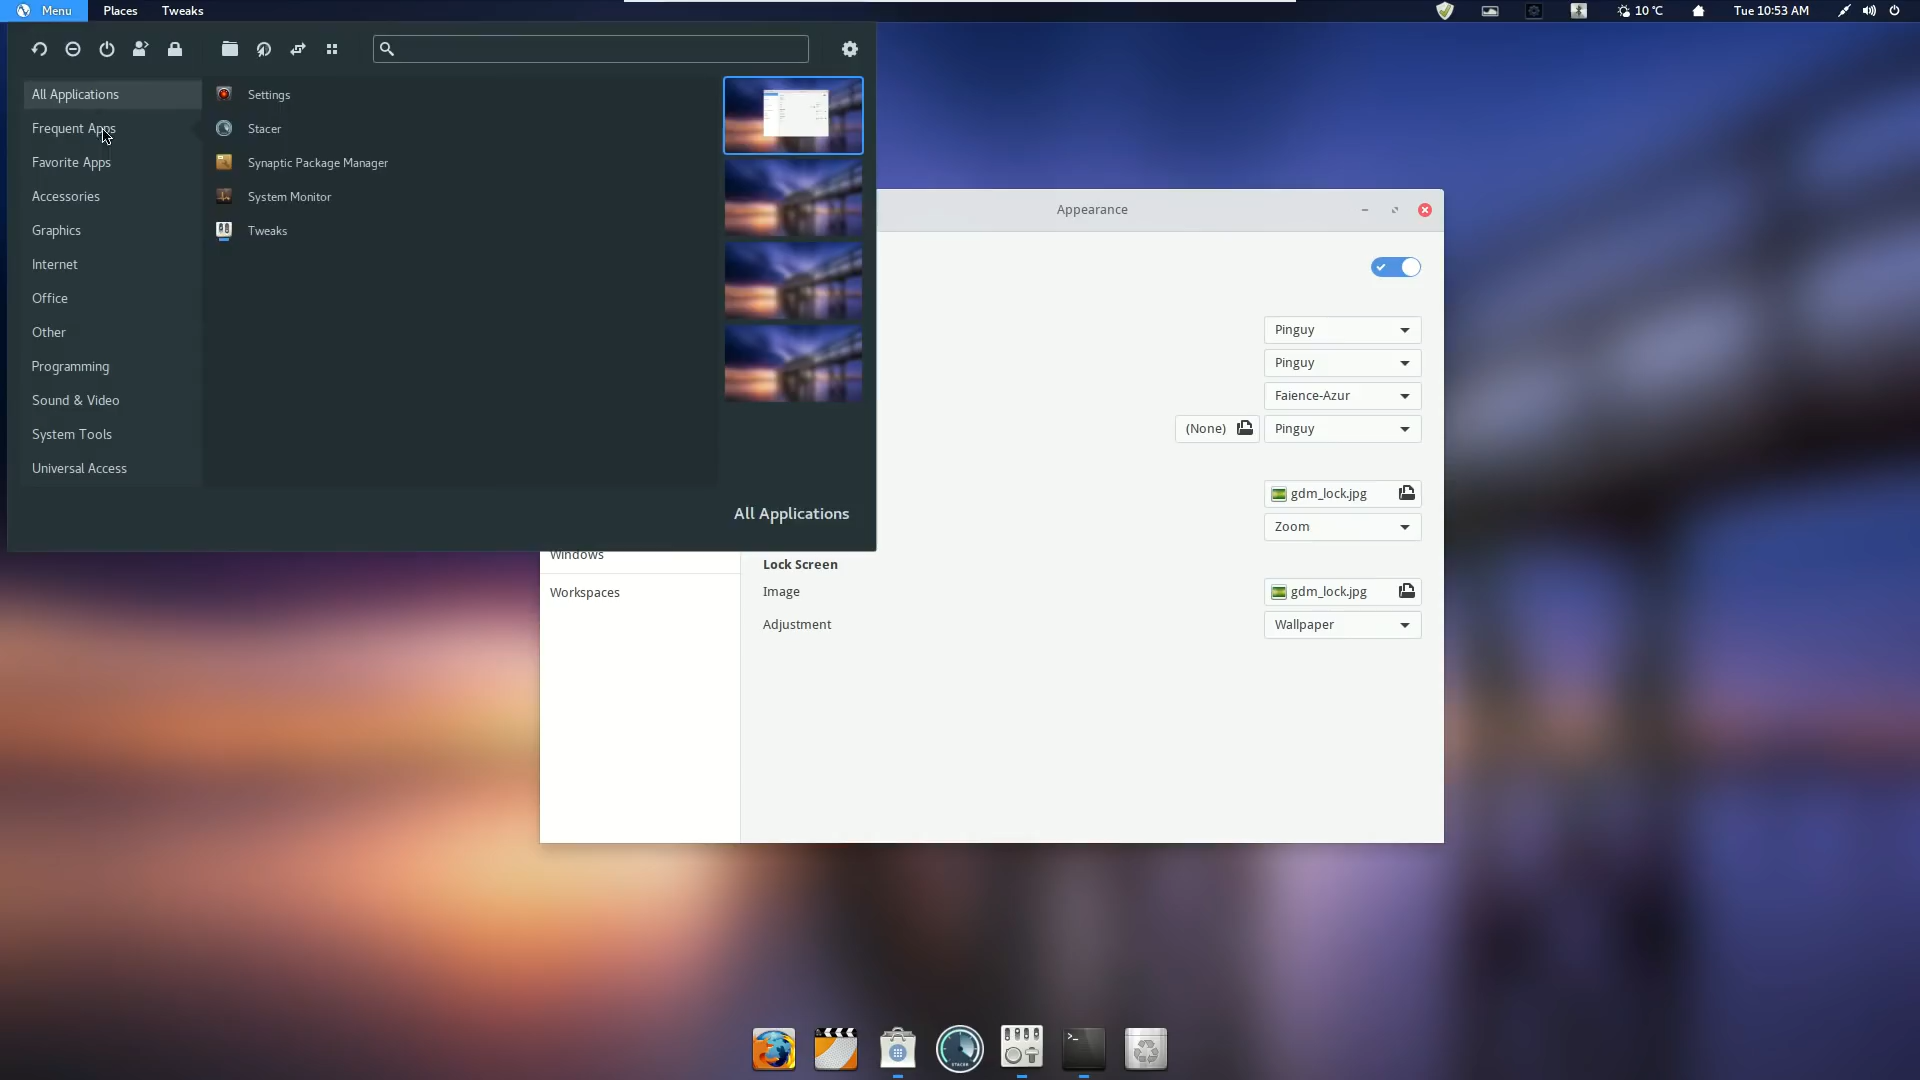 Menu Places Tweaks Tweaks 10 °C Tue 10:53 AM
All Applications
Frequent Apps
Favorite Apps
Accessories
Graphics
Internet
Office
Other
Programming
Sound & Video
System Tools
Universal Access
Settings
Stacer
Synaptic Package Manager
System Monitor
Tweaks
All Applications
Appearance
Pinguy
Pinguy
Faience-Azur
(None) Pinguy
gdm_lock.jpg
Zoom
Windows
Workspaces
Lock Screen
Image gdm_lock.jpg
Adjustment Wallpaper
STACER